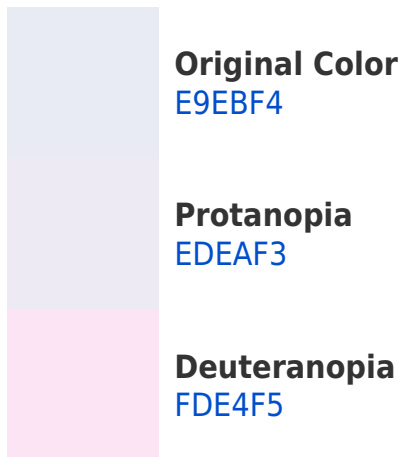 Original Color
E9EBF4
Protanopia
EDEAF3
Deuteranopia
FDE4F5